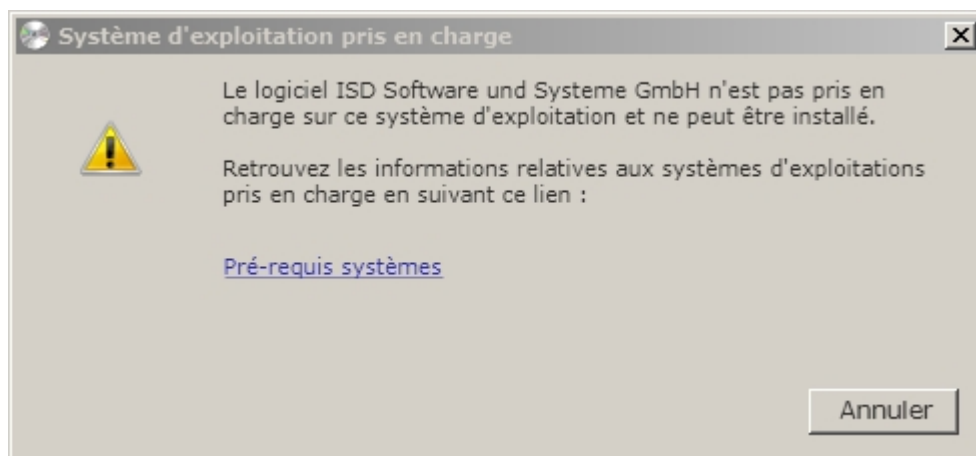 Système d'exploitation pris en charge
Le logiciel ISD Software und Systeme GmbH n'est pas pris en
charge sur ce système d'exploitation et ne peut être installé.
Retrouvez les informations relatives aux systèmes d'exploitations
pris en charge en suivant ce lien :
Pré-requis systèmes
Annuler